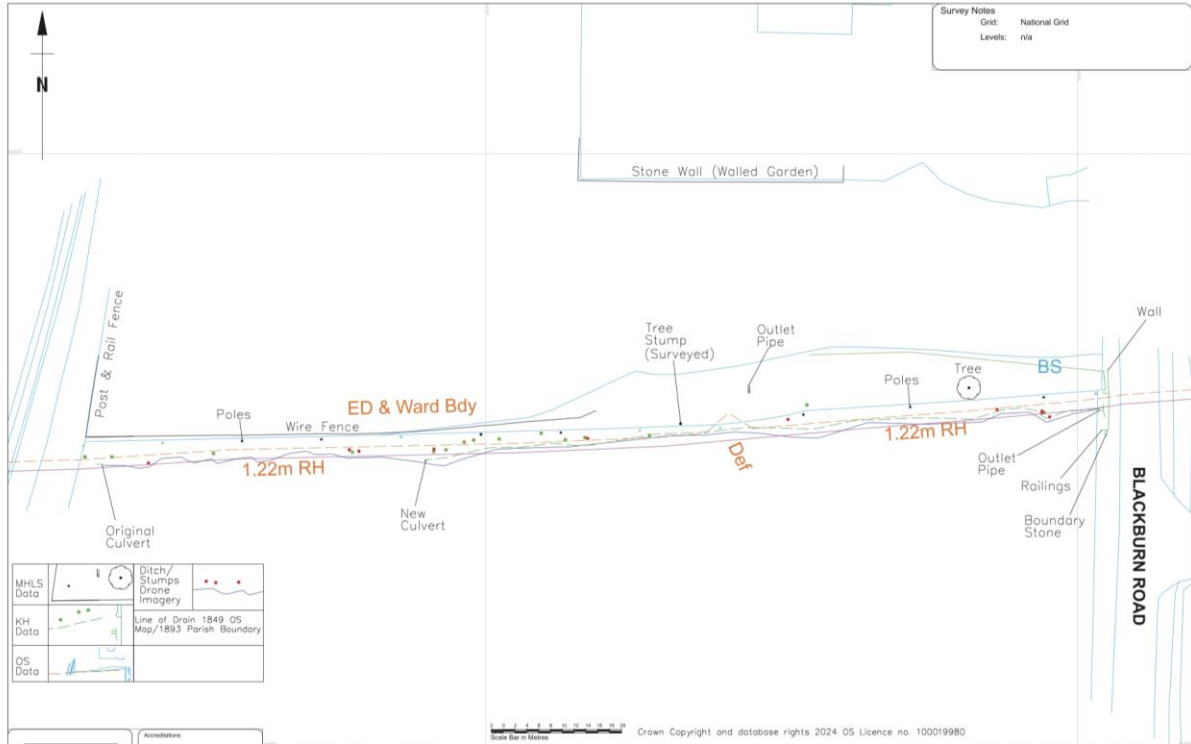 Survey Notes
Grid: National Grid
Levels: n/a
N
Stone Wall (Walled Garden)
Post & Rail Fence
Wall
Tree
Stump
(Surveyed)
Outlet
Pipe
BS
Tree
Poles
ED & Ward Bdy
Poles
Wire Fence
1.22m RH
1.22m RH
Def
Original
Culvert
New
Culvert
Outlet
Pipe
Railings
Boundary
Stone
BLACKBURN ROAD
MHLS
Data
Ditch/
Stumps
Drone
Imagery
KH
Data
Line of Drain 1849 OS
Map/1893 Parish Boundary
OS
Data
Accreditations
Scale Bar in Metres
Crown Copyright and database rights 2024 OS Licence no. 100019980